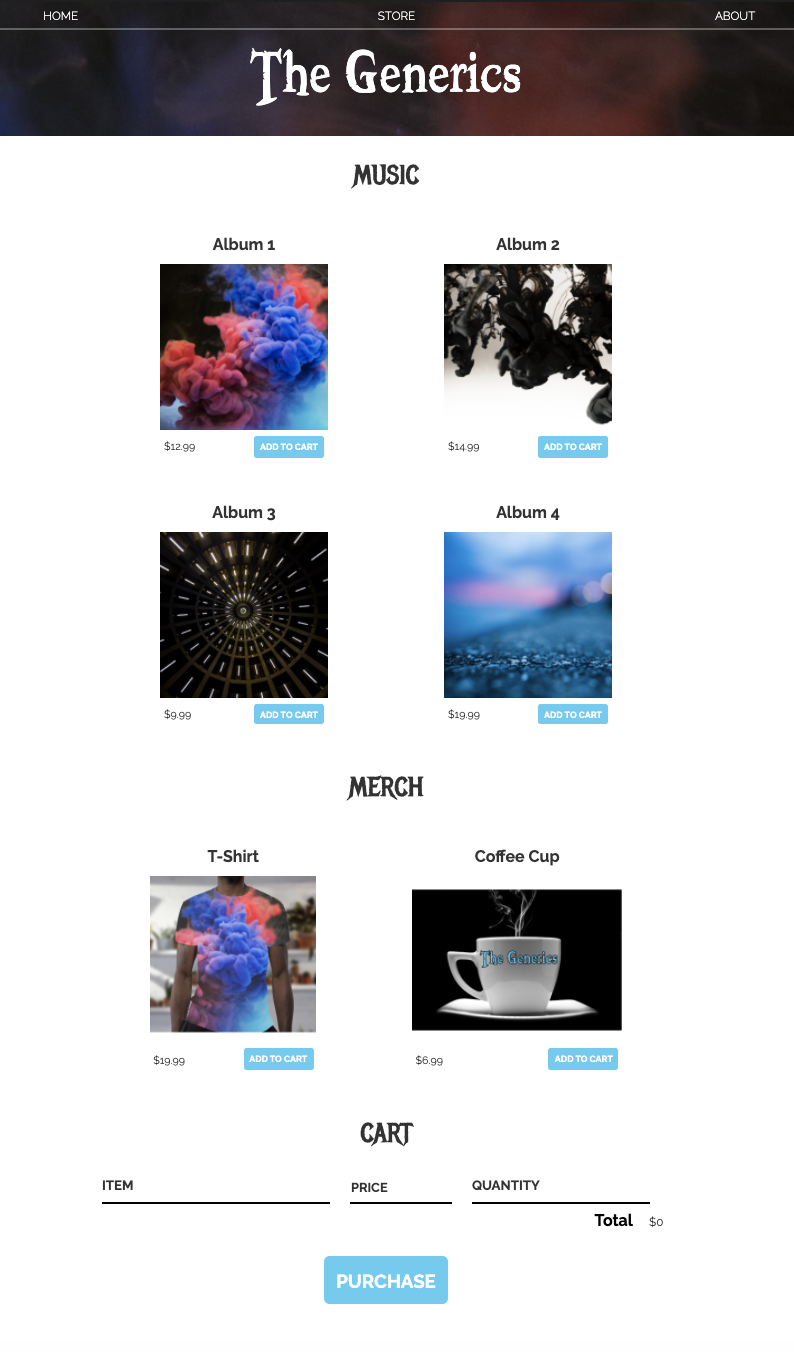 HOME STORE ABOUT
The Generics
MUSIC
Album 1 Album 2
$12.99 ADD TO CART $14.99 ADD TO CART
Album 3 Album 4
$9.99 ADD TO CART $19.99 ADD TO CART
MERCH
T-Shirt Coffee Cup
The Generics
$19.99 ADD TO CART $6.99 ADD TO CART
CART
ITEM PRICE QUANTITY
Total $0
PURCHASE